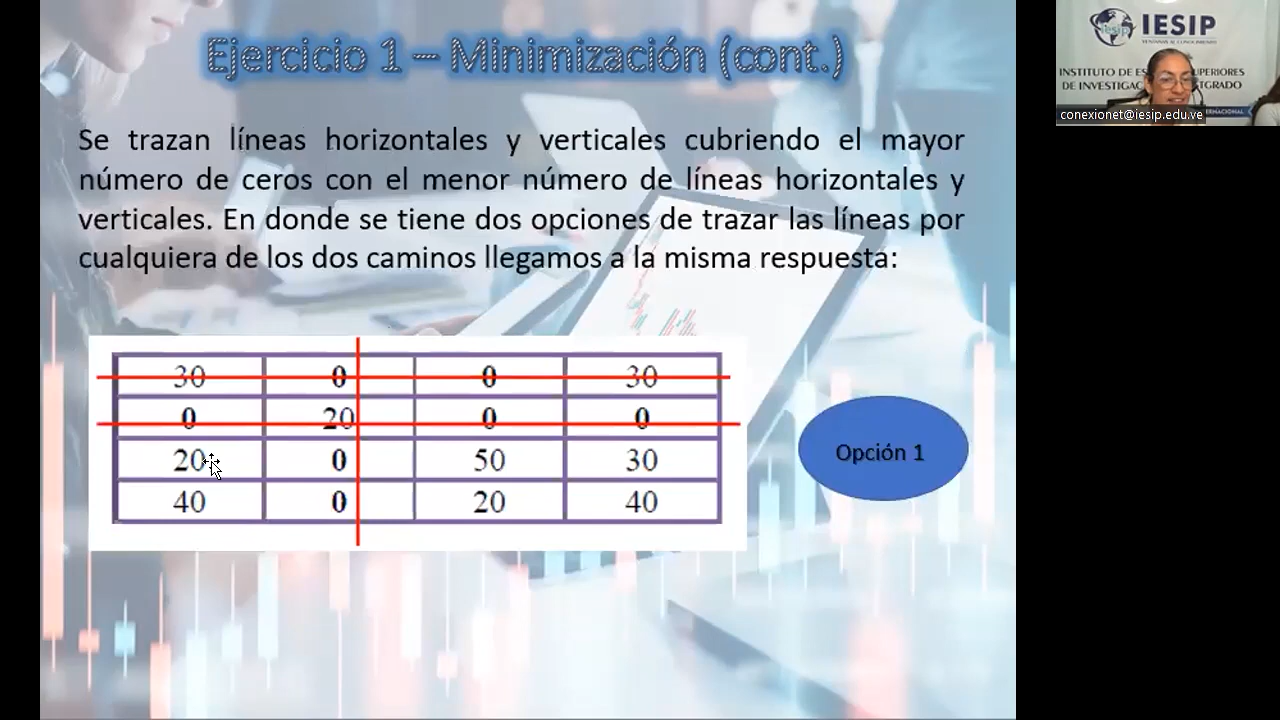 Ejercicio 1 – Minimización (cont.)
Se trazan líneas horizontales y verticales cubriendo el mayor
número de ceros con el menor número de líneas horizontales y
verticales. En donde se tiene dos opciones de trazar las líneas por
cualquiera de los dos caminos llegamos a la misma respuesta:
30 0 0 30
0 20 0 0
20 0 50 30
40 0 20 40
Opción 1
IESIP
INSTITUTO DE ES SUPERIORES
DE INVESTIGAC TGRADO
conexionet@iesip.edu.ve